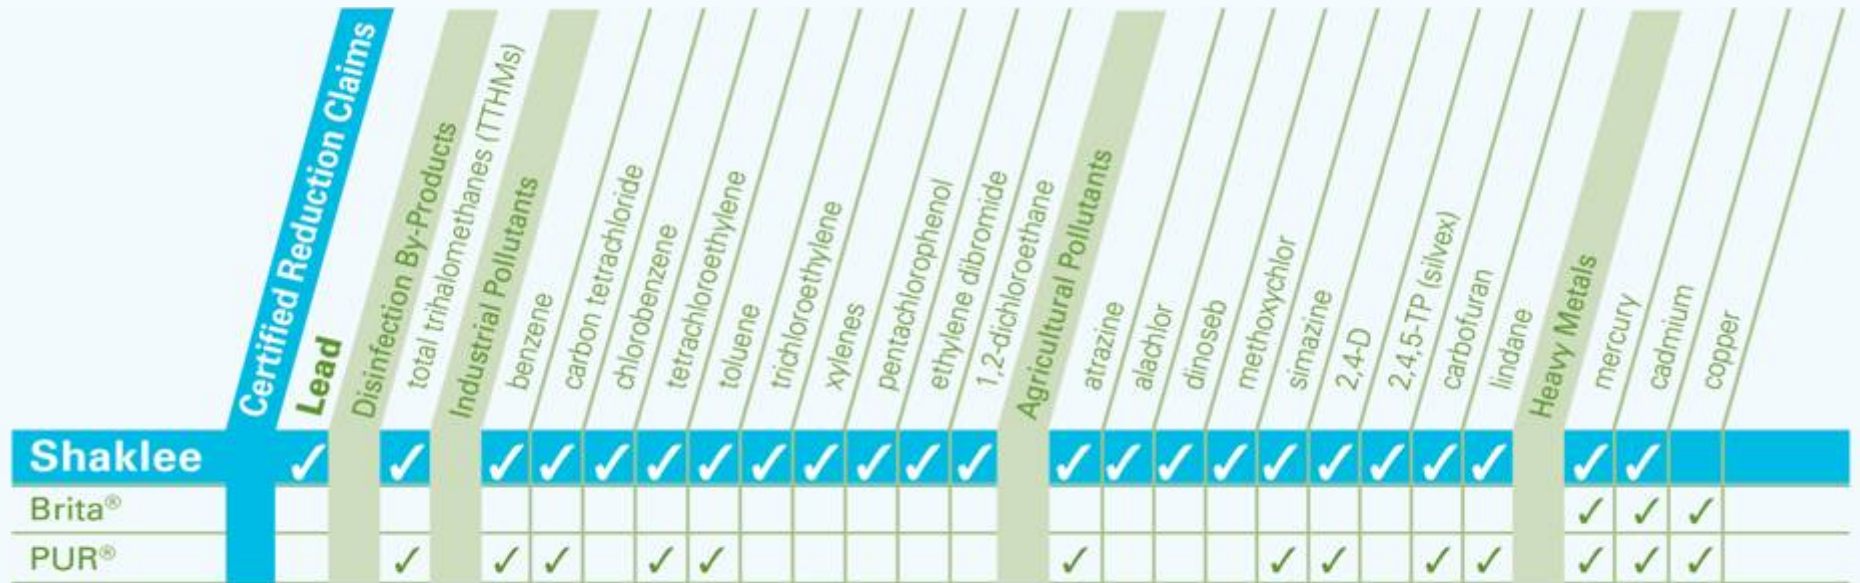 Certified Reduction Claims
Lead
Disinfection By-Products
total trihalomethanes (TTHMs)
Industrial Pollutants
benzene
carbon tetrachloride
chlorobenzene
tetrachloroethylene
toluene
trichloroethylene
xylenes
pentachlorophenol
ethylene dibromide
1,2-dichloroethane
Agricultural Pollutants
atrazine
alachlor
dinoseb
methoxychlor
simazine
2,4-D
2,4,5-TP (silvex)
carbofuran
lindane
Heavy Metals
mercury
cadmium
copper
Shaklee ✓ ✓ ✓ ✓ ✓ ✓ ✓ ✓ ✓ ✓ ✓ ✓ ✓ ✓ ✓ ✓ ✓ ✓ ✓ ✓ ✓ ✓ ✓
Brita® ✓ ✓ ✓
PUR® ✓ ✓ ✓ ✓ ✓ ✓ ✓ ✓ ✓ ✓ ✓ ✓ ✓